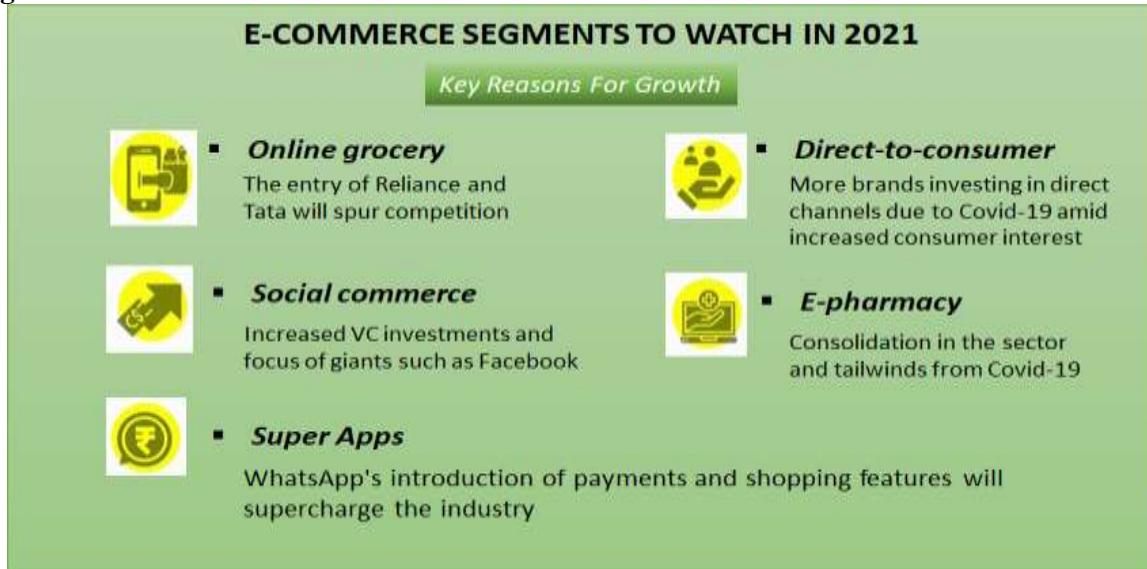 g
E-COMMERCE SEGMENTS TO WATCH IN 2021
Key Reasons For Growth
▪ Online grocery
The entry of Reliance and
Tata will spur competition
▪ Direct-to-consumer
More brands investing in direct
channels due to Covid-19 amid
increased consumer interest
▪ Social commerce
Increased VC investments and
focus of giants such as Facebook
▪ E-pharmacy
Consolidation in the sector
and tailwinds from Covid-19
₹
▪ Super Apps
WhatsApp's introduction of payments and shopping features will
supercharge the industry